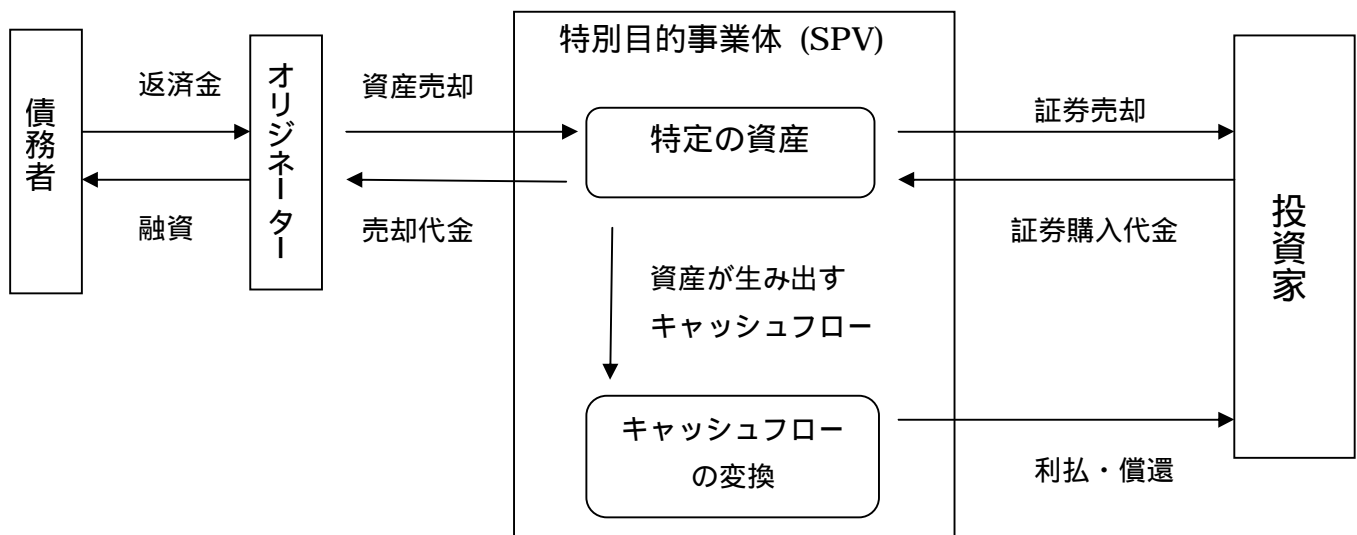 特別目的事業体 (SPV)
債務者
返済金
融資
オリジネーター
資産売却
売却代金
特定の資産
資産が生み出す
キャッシュフロー
キャッシュフロー
の変換
証券売却
証券購入代金
利払・償還
投資家